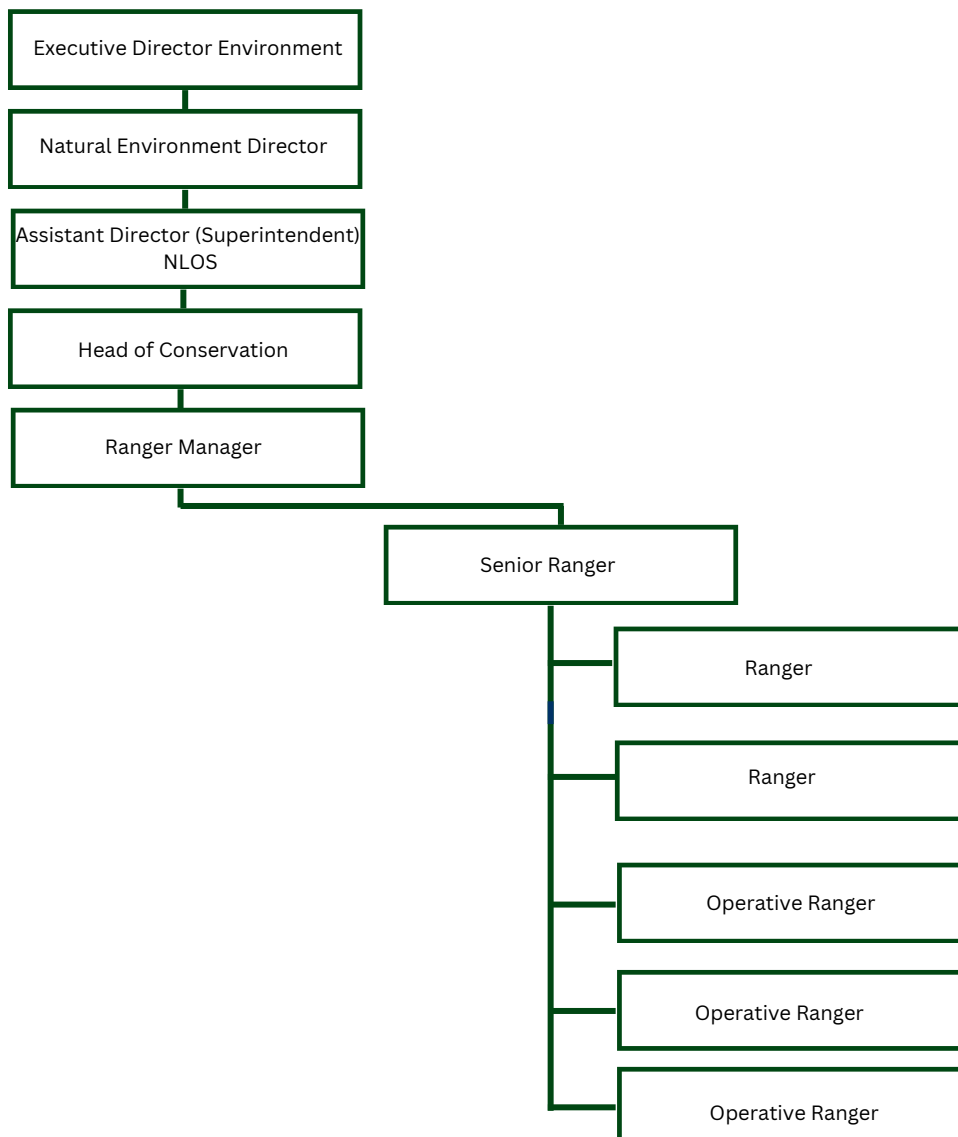 Executive Director Environment
Natural Environment Director
Assistant Director (Superintendent)
NLOS
Head of Conservation
Ranger Manager
Senior Ranger
Ranger
Ranger
Operative Ranger
Operative Ranger
Operative Ranger